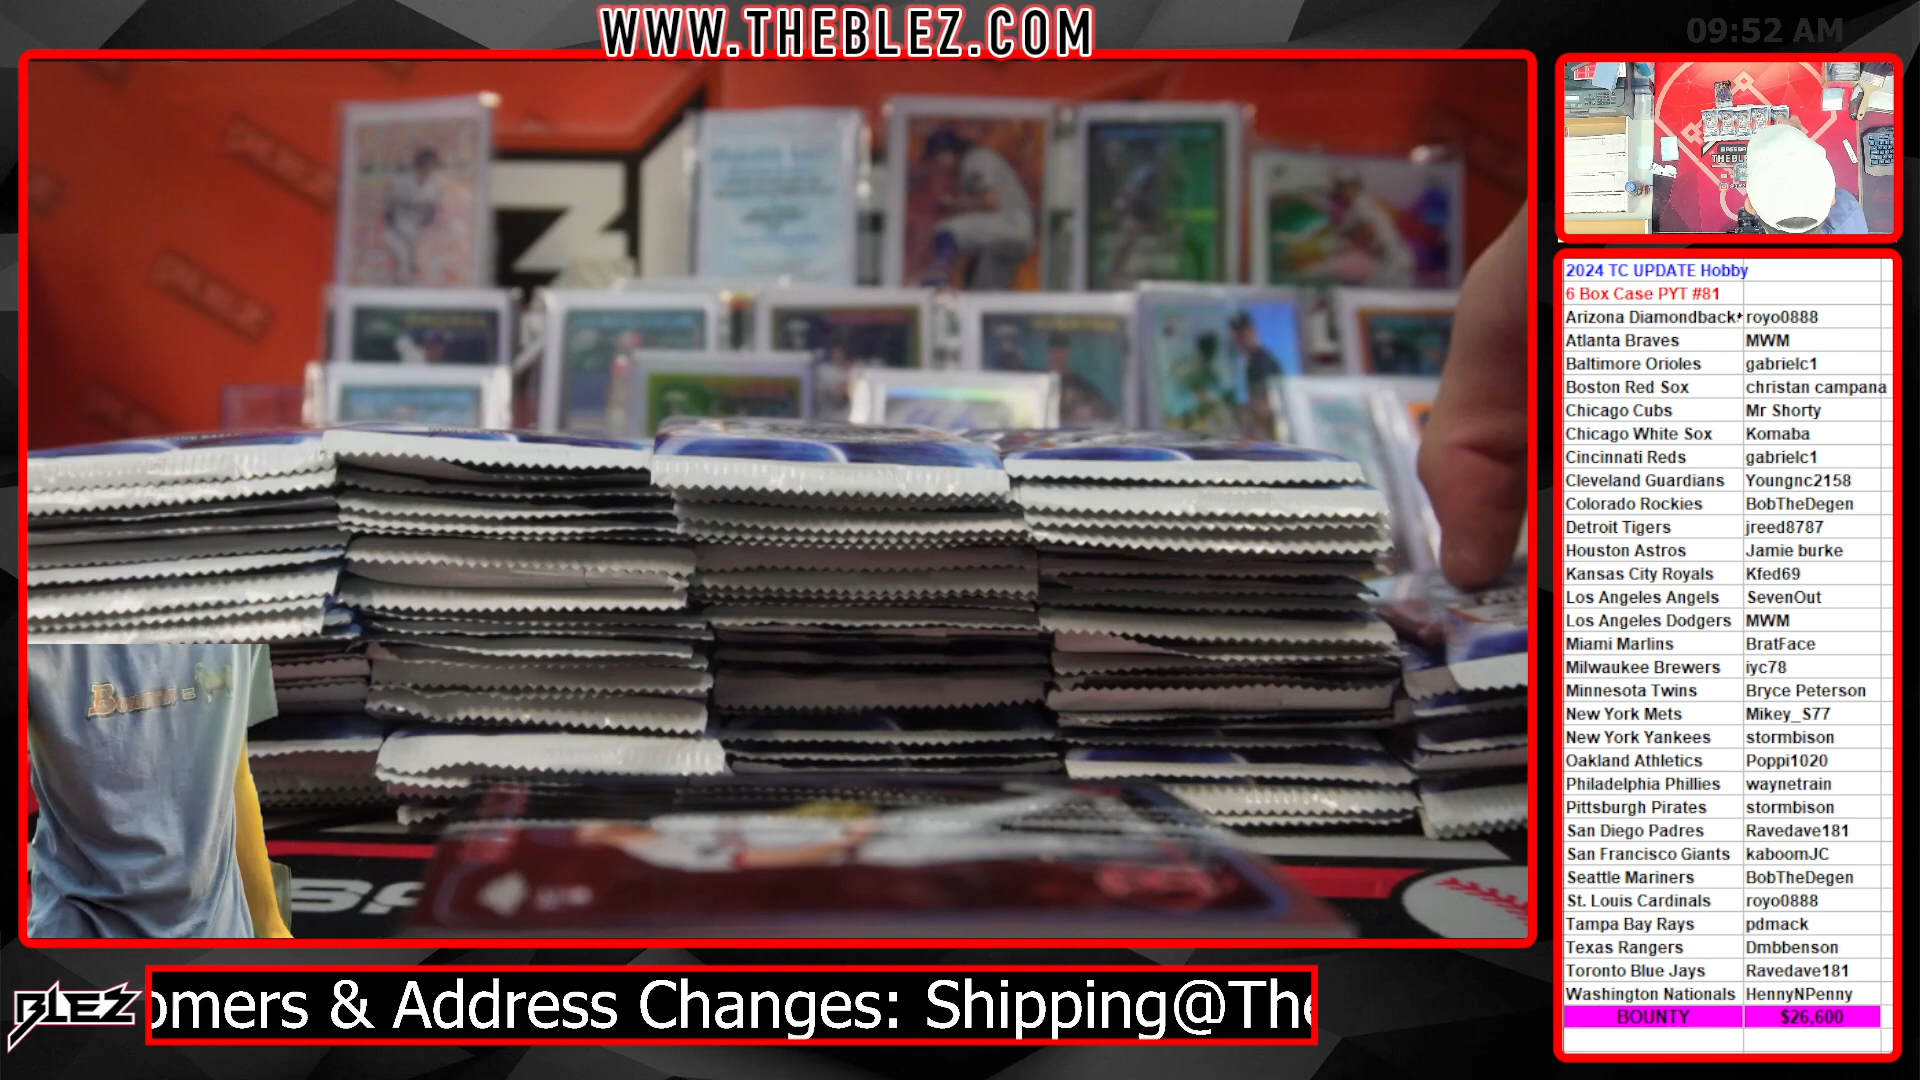 WWW.THEBLEZ.COM
09:52 AM
2024 TC UPDATE Hobby
6 Box Case PYT #81
Arizona Diamondback royo0888
Atlanta Braves MWM
Baltimore Orioles gabrielc1
Boston Red Sox christan campana
Chicago Cubs Mr Shorty
Chicago White Sox Komaba
Cincinnati Reds gabrielc1
Cleveland Guardians Youngnc2158
Colorado Rockies BobTheDegen
Detroit Tigers jreed8787
Houston Astros Jamie burke
Kansas City Royals Kfed69
Los Angeles Angels SevenOut
Los Angeles Dodgers MWM
Miami Marlins BratFace
Milwaukee Brewers iyc78
Minnesota Twins Bryce Peterson
New York Mets Mikey_S77
New York Yankees stormbison
Oakland Athletics Poppi1020
Philadelphia Phillies waynetrain
Pittsburgh Pirates stormbison
San Diego Padres Ravedave181
San Francisco Giants kaboomJC
Seattle Mariners BobTheDegen
St. Louis Cardinals royo0888
Tampa Bay Rays pdmack
Texas Rangers Dmbbenson
Toronto Blue Jays Ravedave181
Washington Nationals HennyNPenny
BOUNTY $26,600
BLEZ
omers & Address Changes: Shipping@The